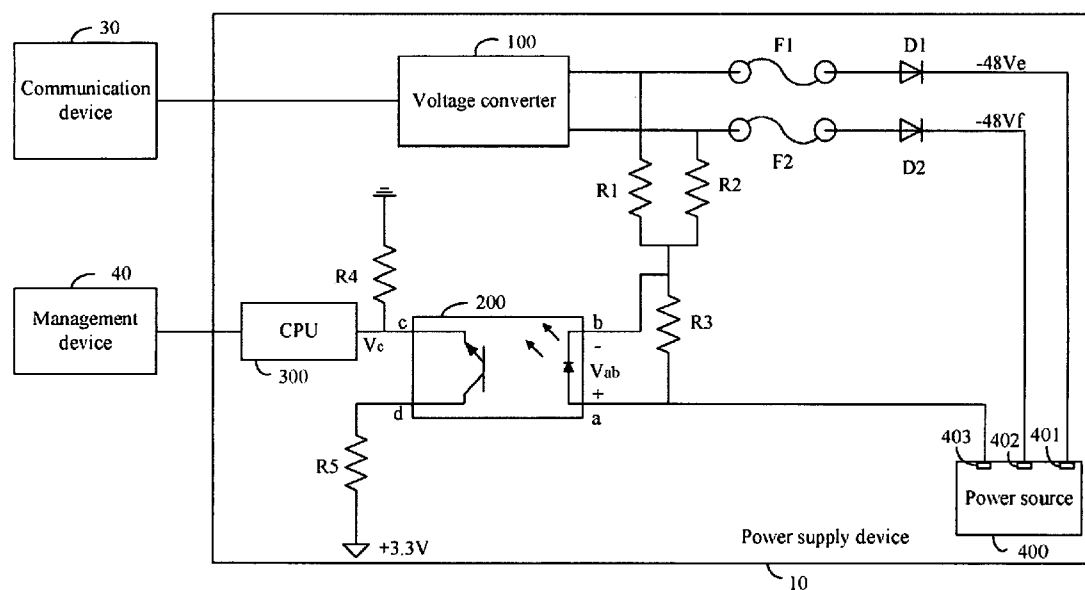 30
Communication
device
100
Voltage converter
F1
D1
-48Ve
-48Vf
F2
D2
R1
R2
R4
40
Management
device
CPU
300
Vc
c
200
b
-
Vab
+
a
d
R3
R5
+3.3V
403
402
401
Power source
400
Power supply device
10